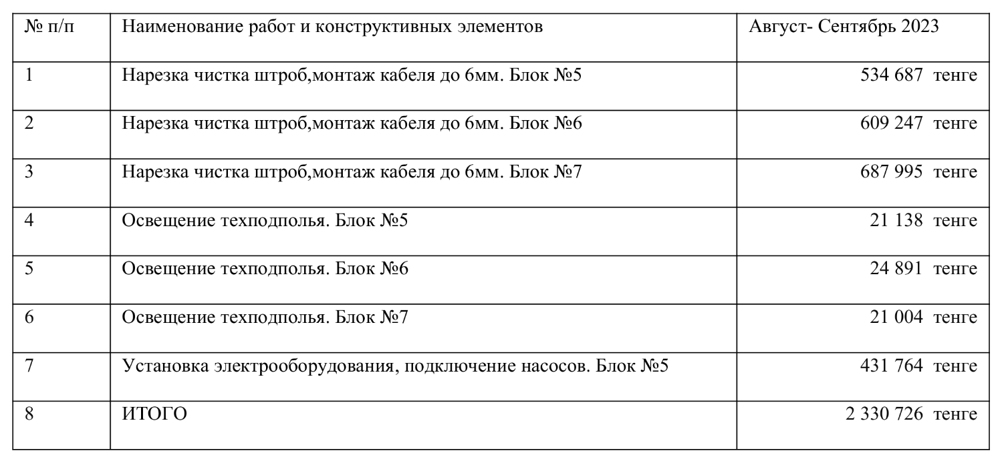 № п/п Наименование работ и конструктивных элементов Август- Сентябрь 2023
1 Нарезка чистка штроб,монтаж кабеля до 6мм. Блок №5 534 687 тенге
2 Нарезка чистка штроб,монтаж кабеля до 6мм. Блок №6 609 247 тенге
3 Нарезка чистка штроб,монтаж кабеля до 6мм. Блок №7 687 995 тенге
4 Освещение техподполья. Блок №5 21 138 тенге
5 Освещение техподполья. Блок №6 24 891 тенге
6 Освещение техподполья. Блок №7 21 004 тенге
7 Установка электрооборудования, подключение насосов. Блок №5 431 764 тенге
8 ИТОГО 2 330 726 тенге